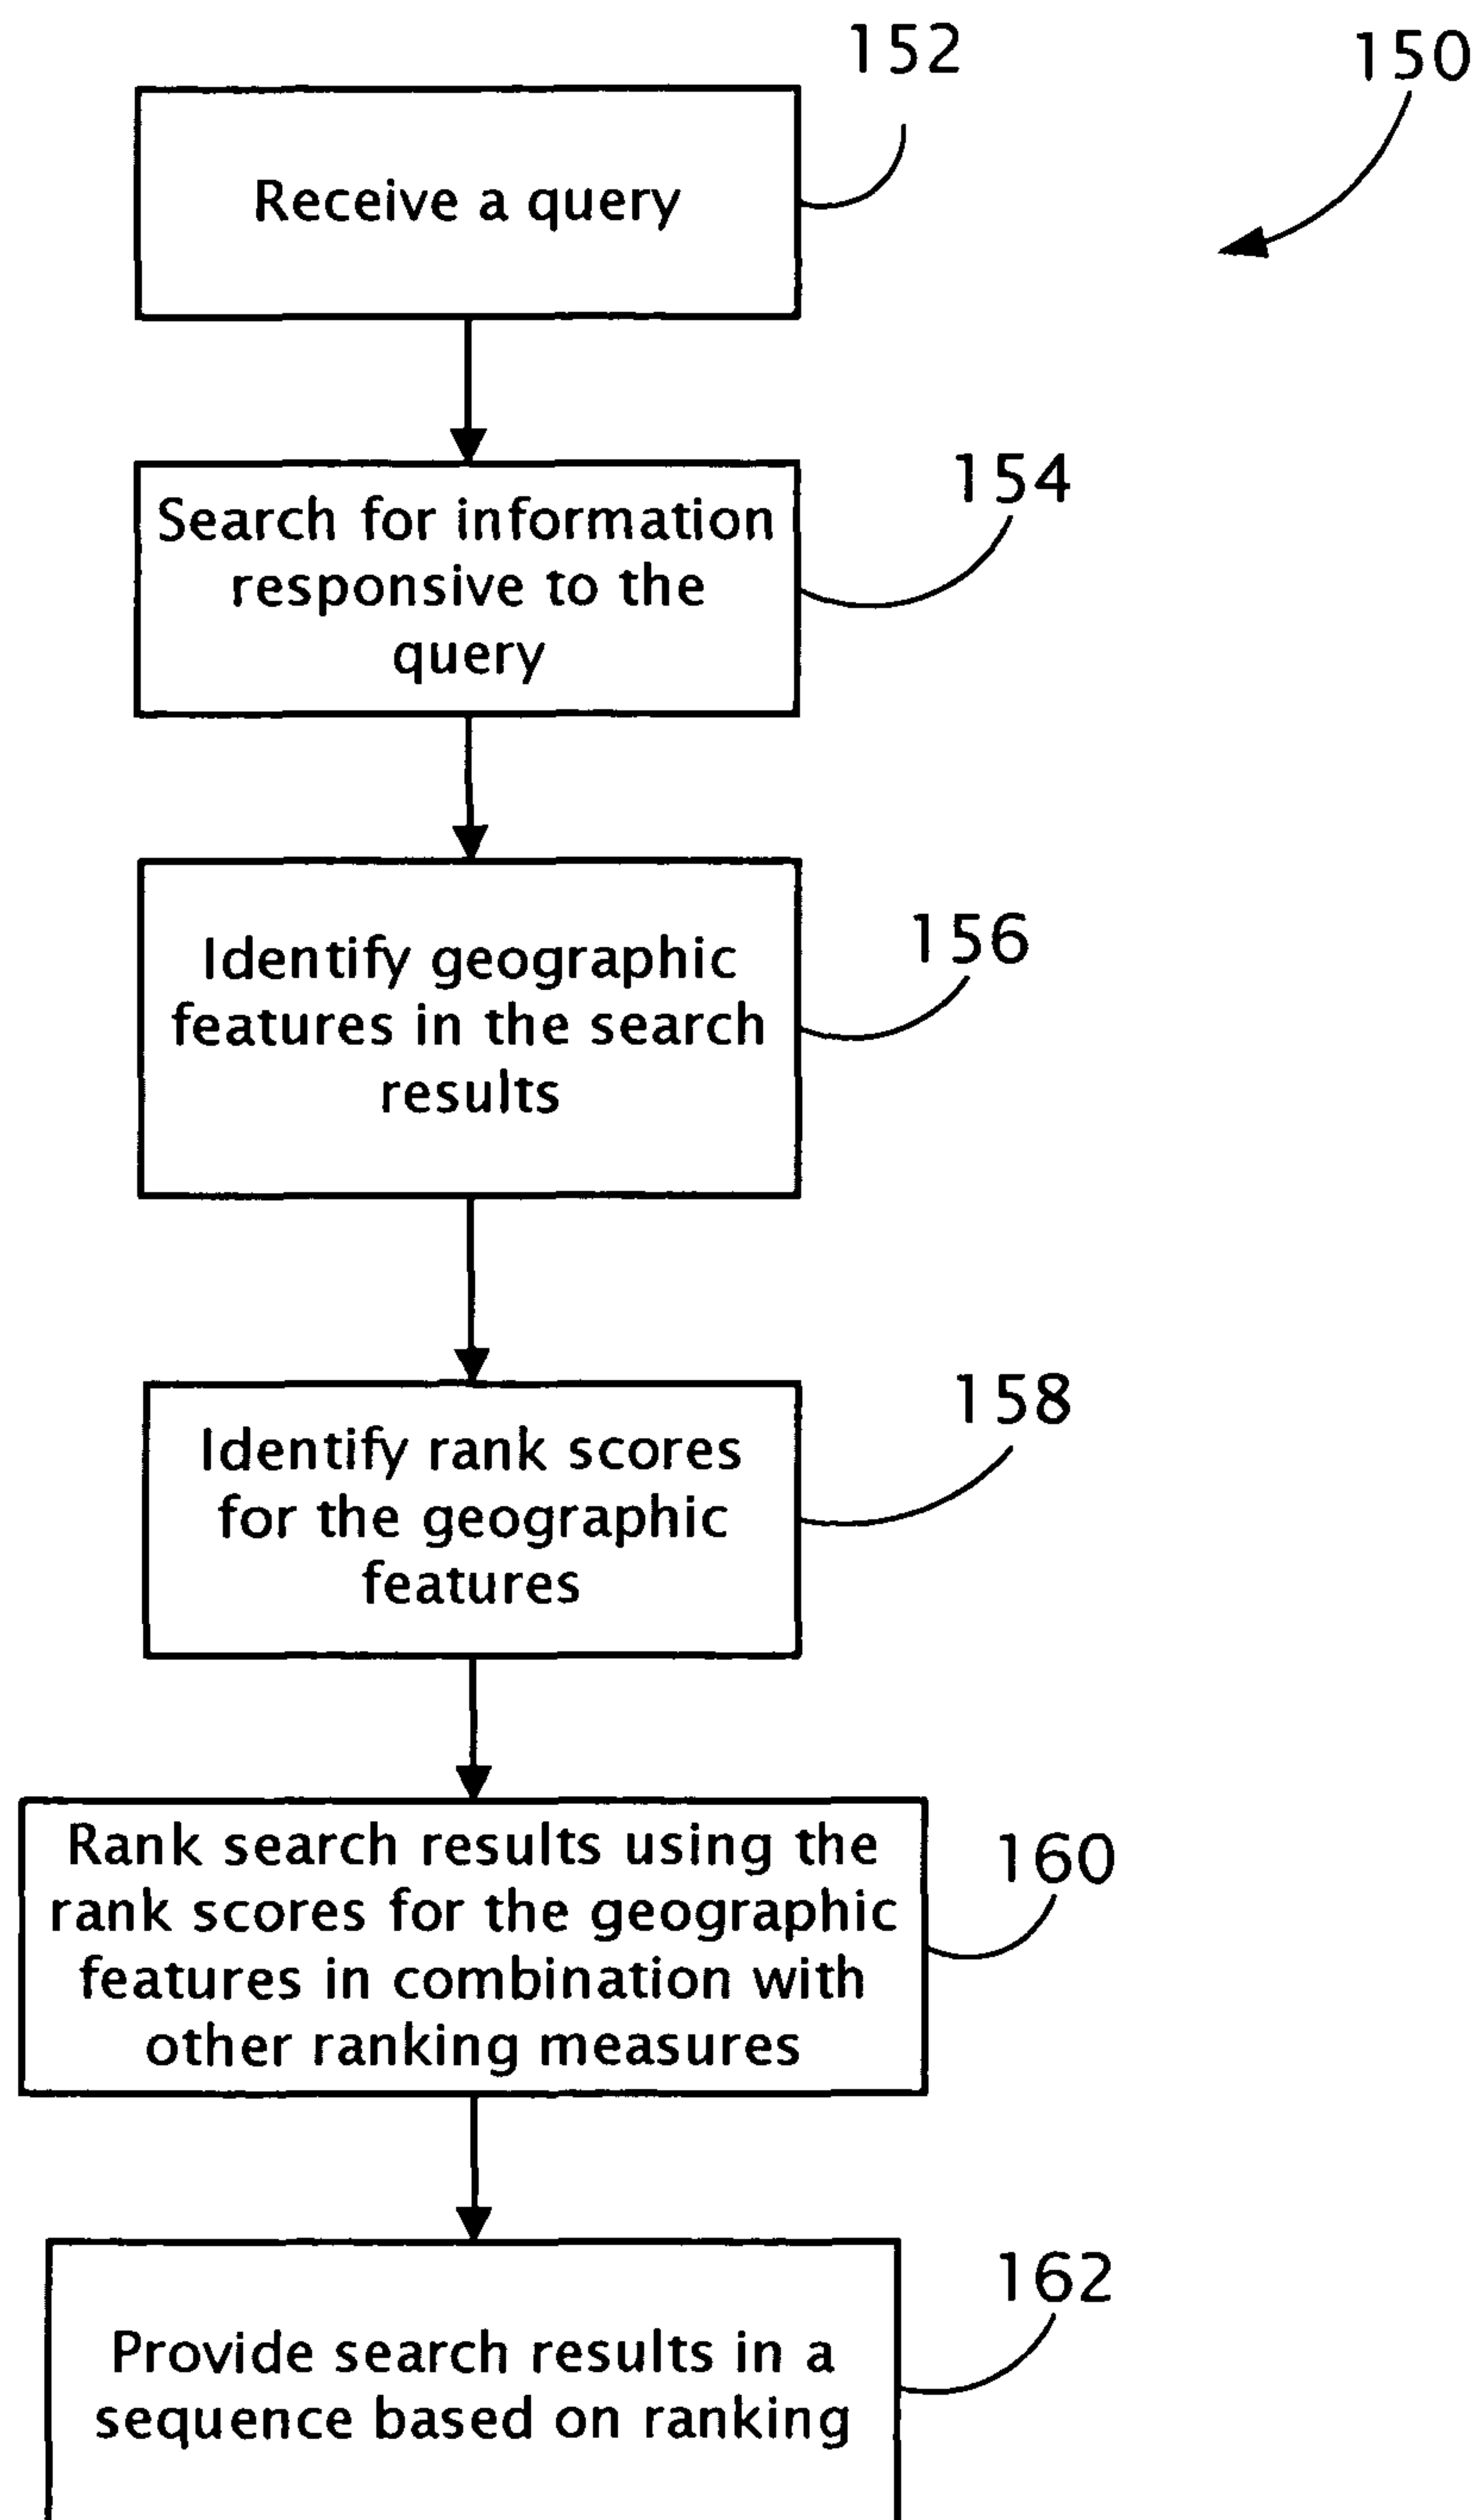 152
150
Receive a query
154
Search for information
responsive to the
query
156
Identify geographic
features in the search
results
158
Identify rank scores
for the geographic
features
160
Rank search results using the
rank scores for the geographic
features in combination with
other ranking measures
162
Provide search results in a
sequence based on ranking